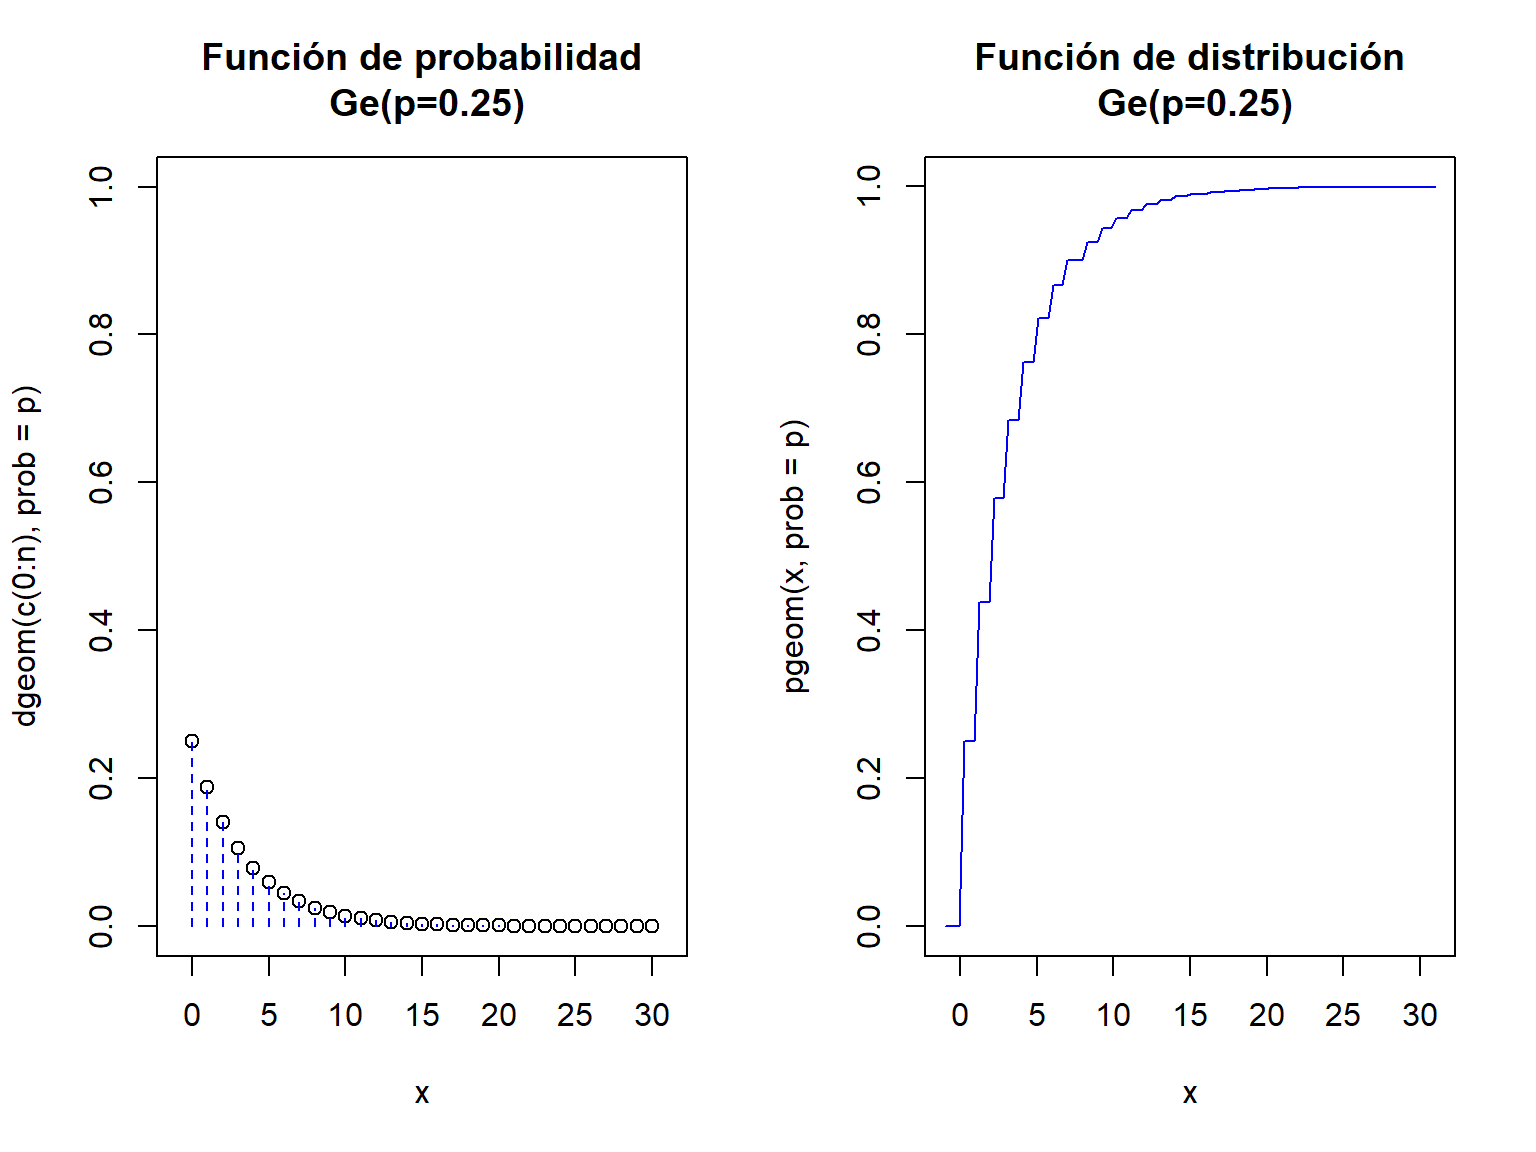 Función de probabilidad
Ge(p=0.25)
dgeom(c(0:n), prob = p)
1.0
0.8
0.6
0.4
0.2
0.0
0 5 10 15 20 25 30
x
Función de distribución
Ge(p=0.25)
pgeom(x, prob = p)
1.0
0.8
0.6
0.4
0.2
0.0
0 5 10 15 20 25 30
x